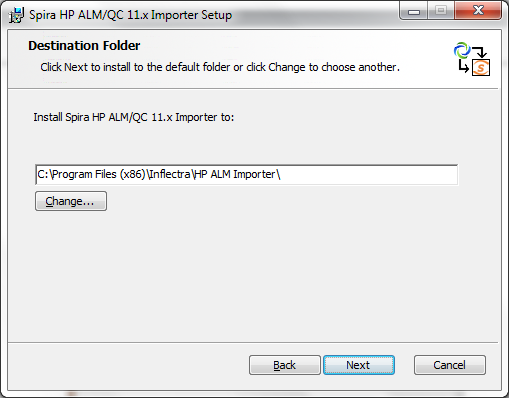 Spira HP ALM/QC 11.x Importer Setup
Destination Folder
Click Next to install to the default folder or click Change to choose another.
Install Spira HP ALM/QC 11.x Importer to:
C:\Program Files (x86)\Inflectra\HP ALM Importer\
Change...
Back Next Cancel